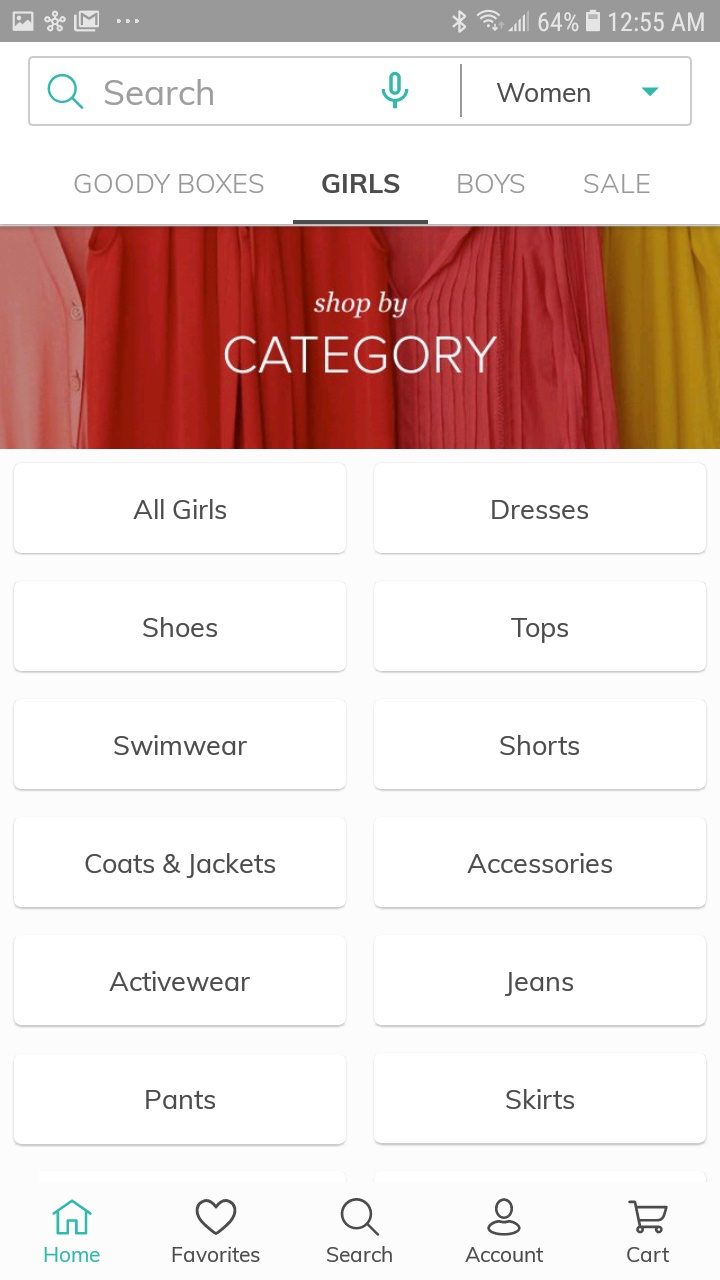 64% 12:55 AM
Search Women
GOODY BOXES GIRLS BOYS SALE
shop by
CATEGORY
All Girls Dresses
Shoes Tops
Swimwear Shorts
Coats & Jackets Accessories
Activewear Jeans
Pants Skirts
Home Favorites Search Account Cart